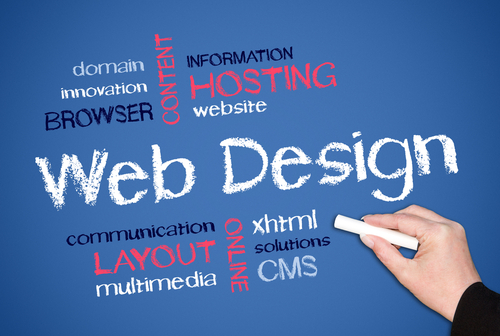 domain
innovation
BROWSER
CONTENT
INFORMATION
HOSTING
website
Web Design
communication
LAYOUT
multimedia
ONLINE
xhtml
solutions
CMS